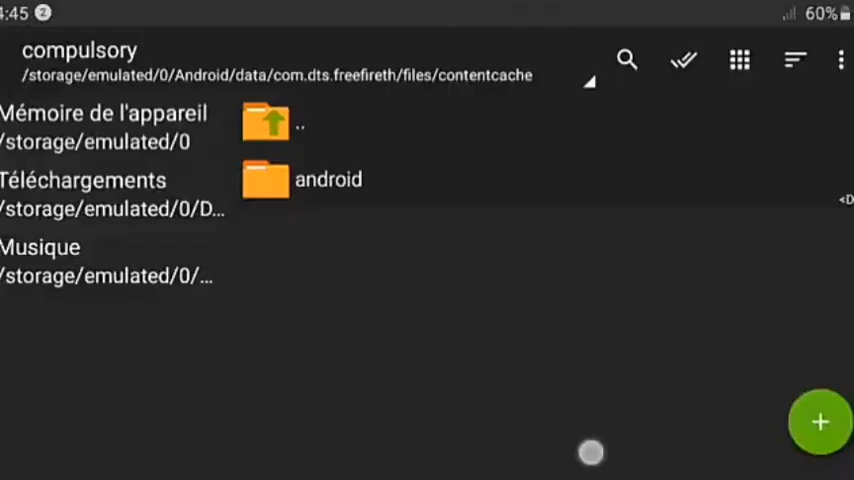 :45 2 60%
compulsory
/storage/emulated/0/Android/data/com.dts.freefireth/files/contentcache
Mémoire de l'appareil
/storage/emulated/0
..
Téléchargements
/storage/emulated/0/D...
android
<D
Musique
/storage/emulated/0/...